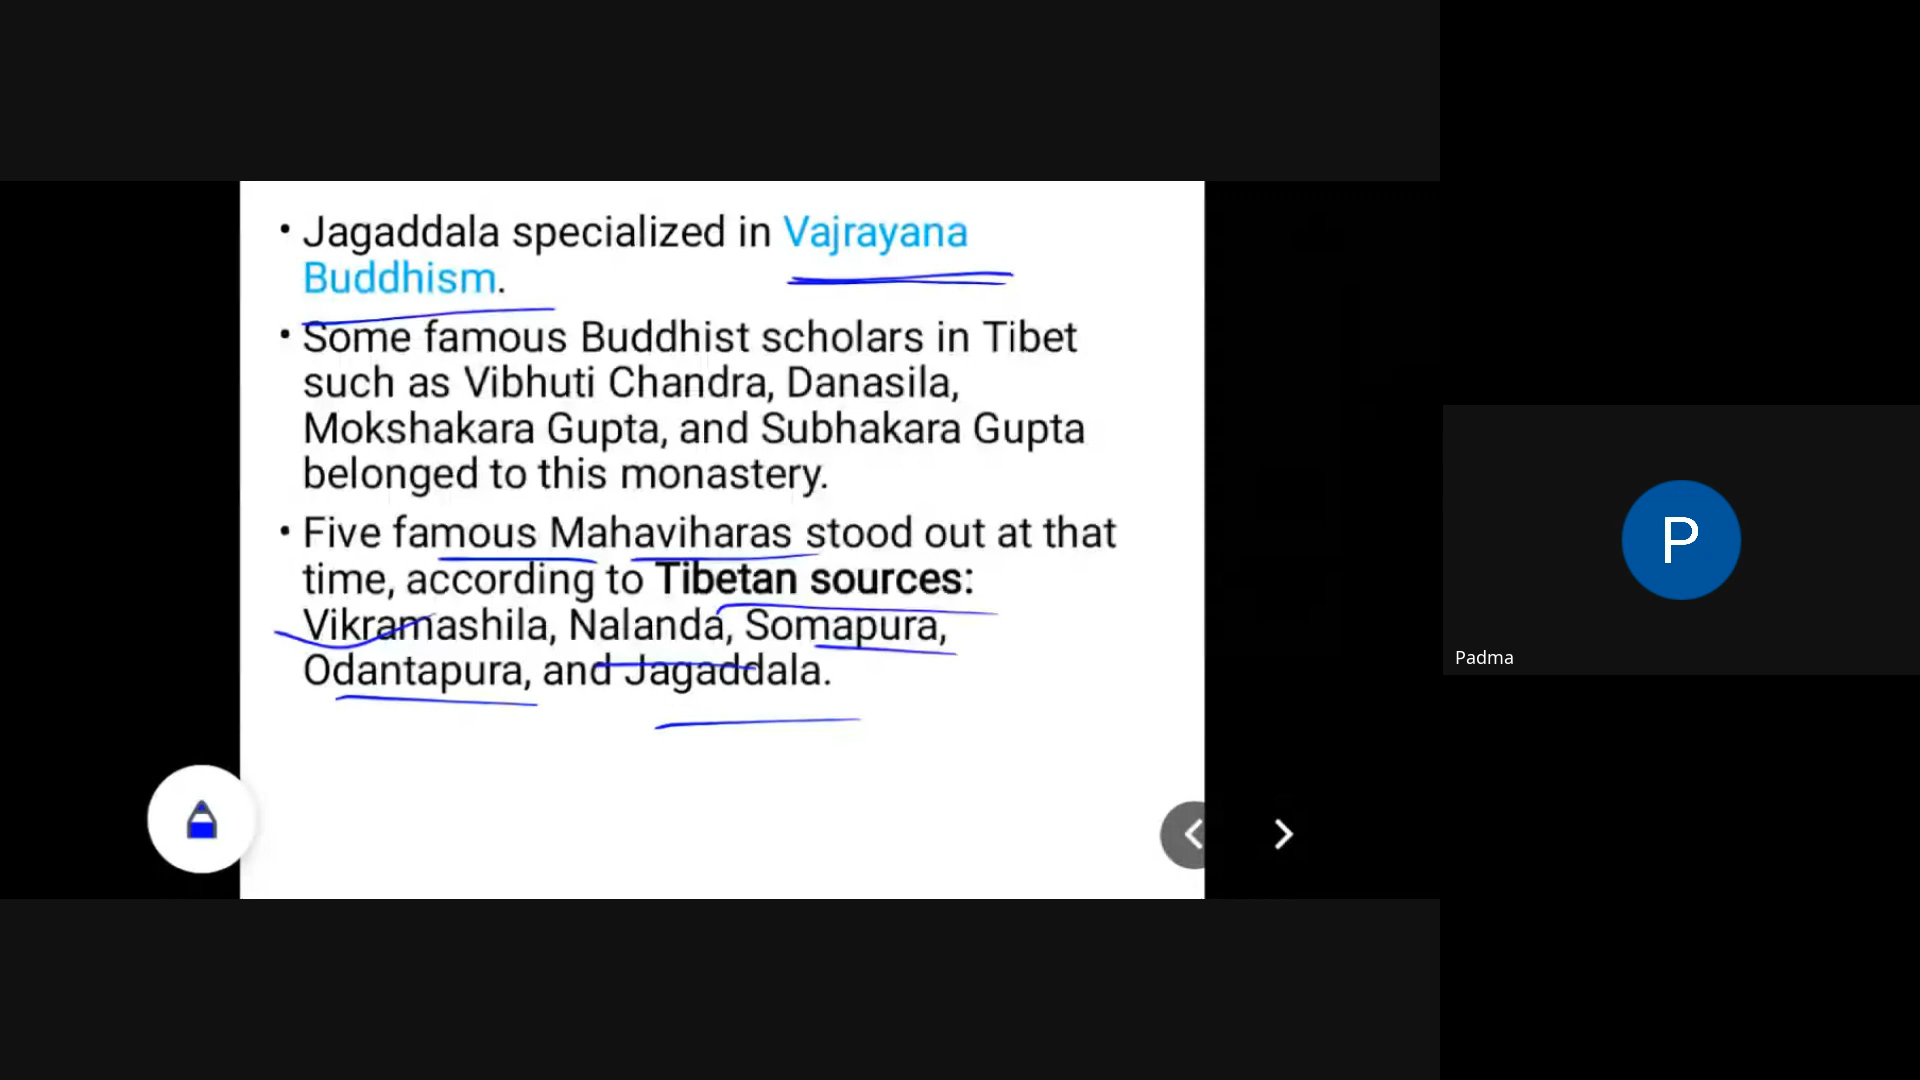 • Jagaddala specialized in Vajrayana
Buddhism.
• Some famous Buddhist scholars in Tibet
such as Vibhuti Chandra, Danasila,
Mokshakara Gupta, and Subhakara Gupta
belonged to this monastery.
• Five famous Mahaviharas stood out at that
time, according to Tibetan sources:
Vikramashila, Nalanda, Somapura,
Odantapura, and Jagaddala.
P
Padma